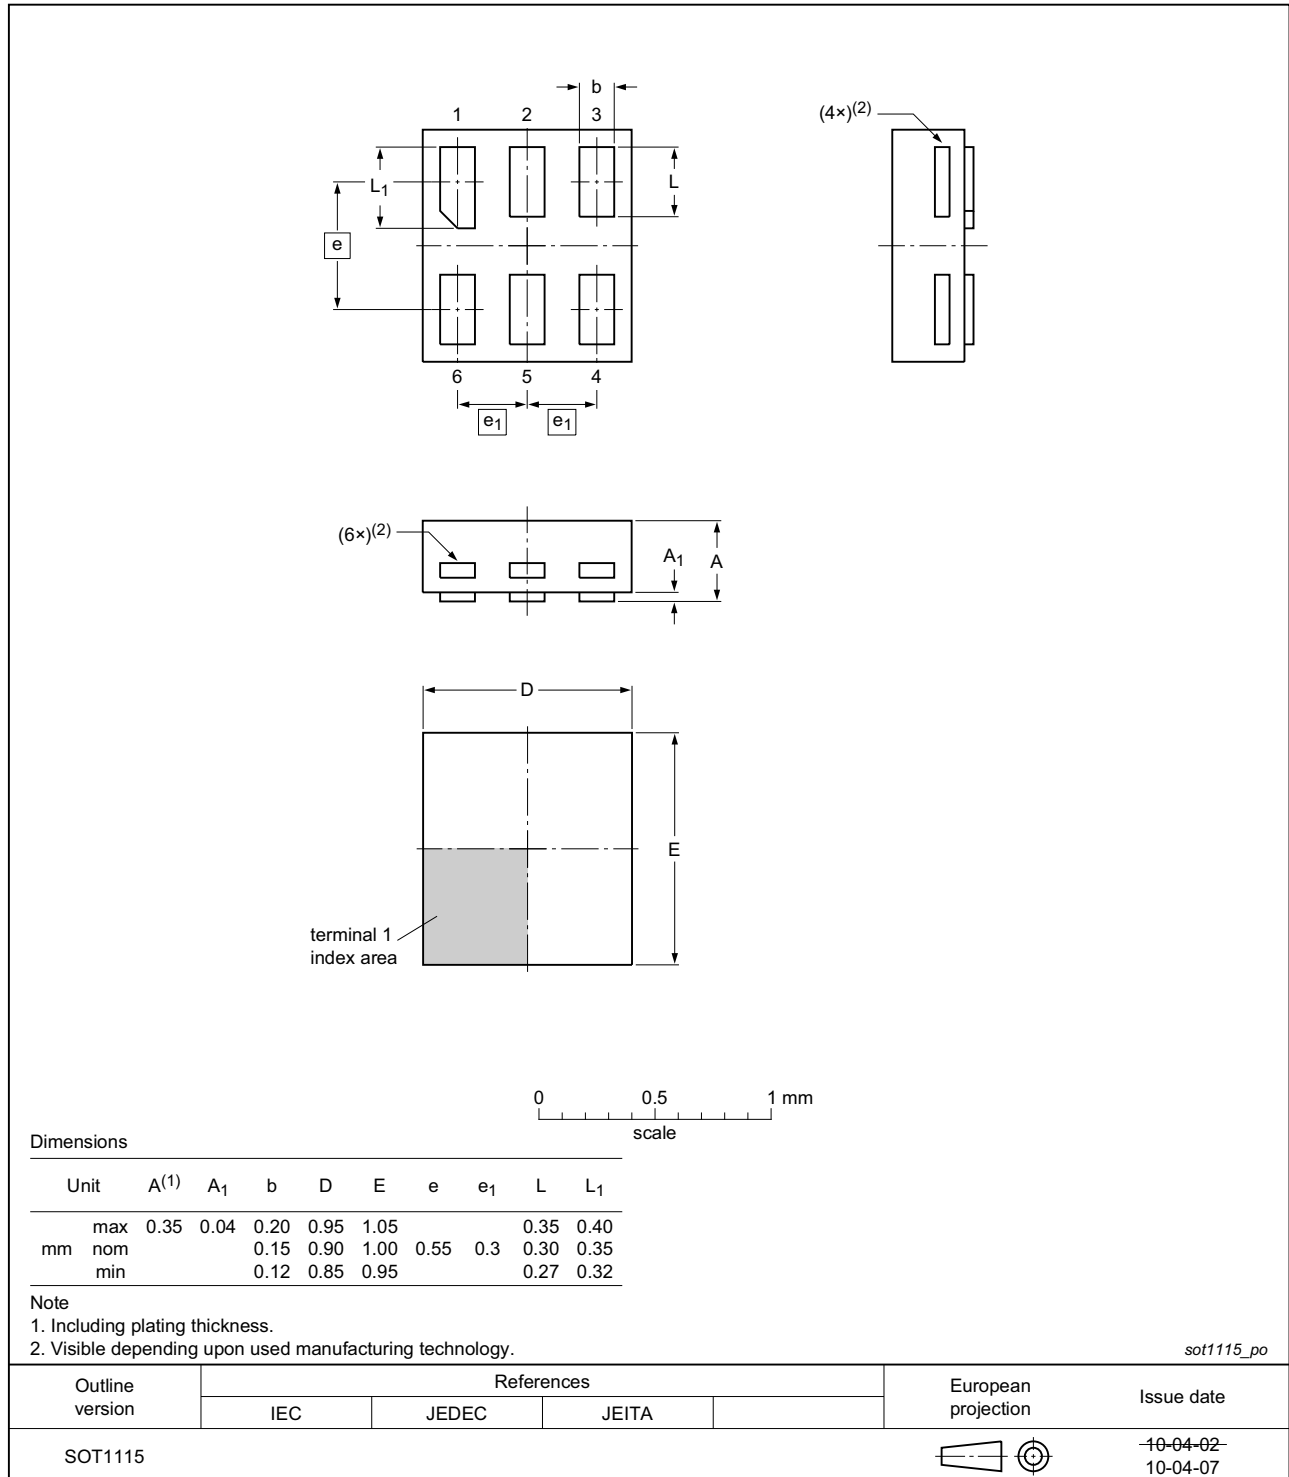 b
1 2 3
(4×)(2)
L1
L
e
6 5 4
e1 e1
(6×)(2)
A1 A
D
E
terminal 1
index area
0 0.5 1 mm
scale
Dimensions
Unit A(1) A1 b D E e e1 L L1
max 0.35 0.04 0.20 0.95 1.05 0.35 0.40
mm nom 0.15 0.90 1.00 0.55 0.3 0.30 0.35
min 0.12 0.85 0.95 0.27 0.32
Note
1. Including plating thickness.
2. Visible depending upon used manufacturing technology.
sot1115_po
Outline version
References
European projection
Issue date
IEC JEDEC JEITA
SOT1115
10-04-02
10-04-07